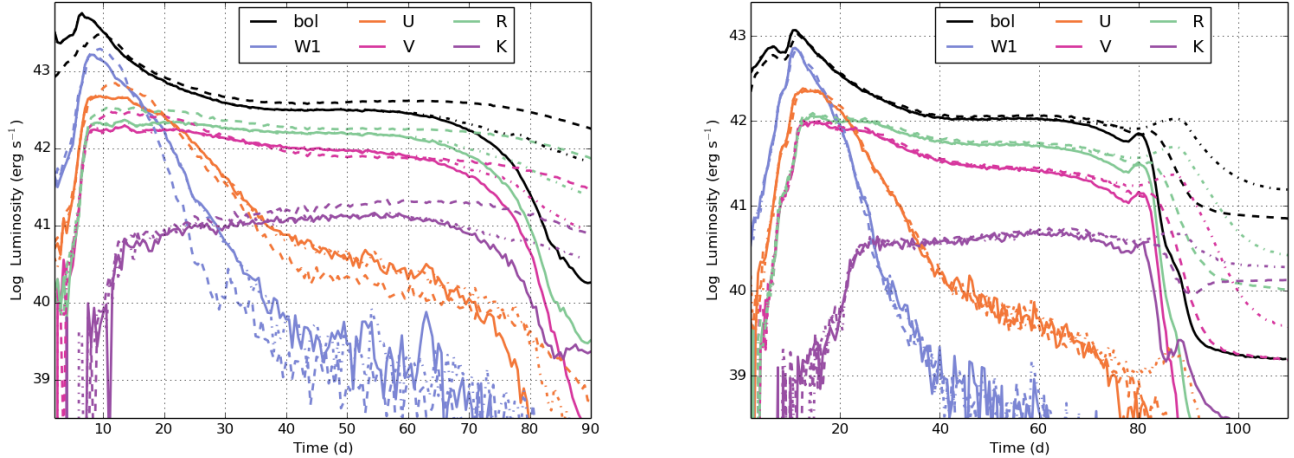 bol U R
W1 V K
43
42
41
40
39
Log Luminosity (erg s⁻¹)
10 20 30 40 50 60 70 80 90
Time (d)
bol U R
W1 V K
43
42
41
40
39
Log Luminosity (erg s⁻¹)
20 40 60 80 100
Time (d)